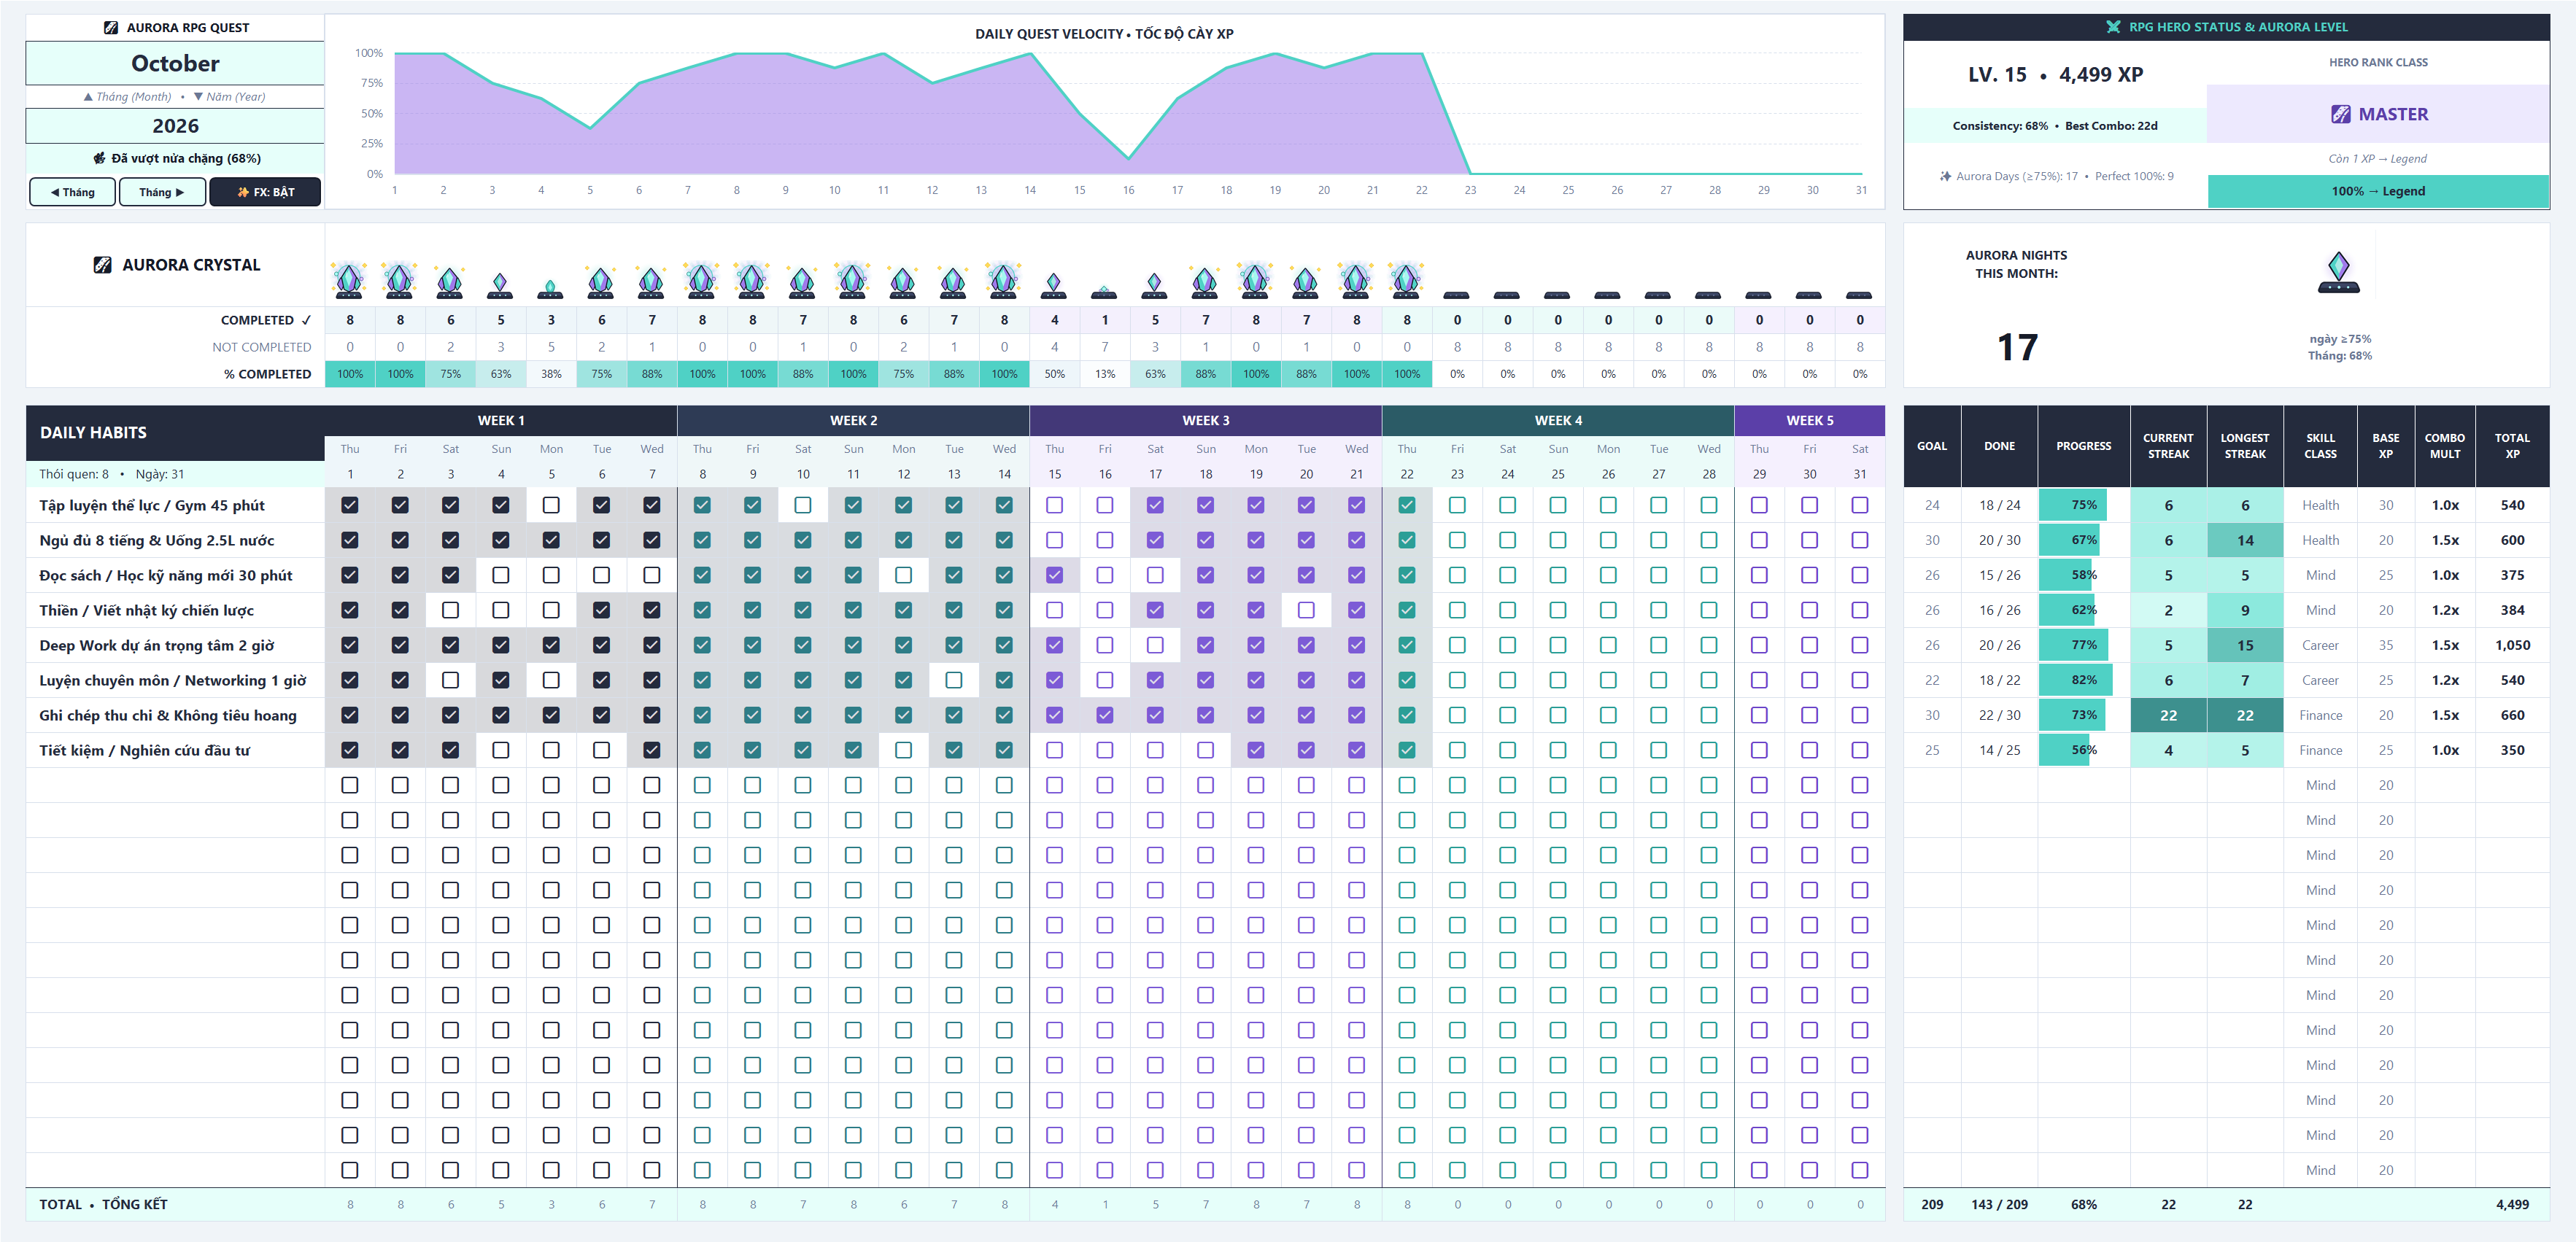 AURORA RPG QUEST
October
▲ Tháng (Month) • ▼ Năm (Year)
2026
Đã vượt nửa chặng (68%)
◀ Tháng
Tháng ▶
FX: BẬT
DAILY QUEST VELOCITY • TỐC ĐỘ CÀY XP
100%
75%
50%
25%
0%
1 2 3 4 5 6 7 8 9 10 11 12 13 14 15 16 17 18 19 20 21 22 23 24 25 26 27 28 29 30 31
RPG HERO STATUS & AURORA LEVEL
LV. 15 • 4,499 XP
HERO RANK CLASS
MASTER
Consistency: 68% • Best Combo: 22d
Còn 1 XP → Legend
Aurora Days (≥75%): 17 • Perfect 100%: 9
100% → Legend
AURORA CRYSTAL
COMPLETED ✓ 8 8 6 5 3 6 7 8 8 7 8 6 7 8 4 1 5 7 8 7 8 8 0 0 0 0 0 0 0 0 0
NOT COMPLETED 0 0 2 3 5 2 1 0 0 1 0 2 1 0 4 7 3 1 0 1 0 0 8 8 8 8 8 8 8 8 8
% COMPLETED 100% 100% 75% 63% 38% 75% 88% 100% 100% 88% 100% 75% 88% 100% 50% 13% 63% 88% 100% 88% 100% 100% 0% 0% 0% 0% 0% 0% 0% 0% 0%
AURORA NIGHTS
THIS MONTH:
17
ngày ≥75%
Tháng: 68%
DAILY HABITS
WEEK 1 WEEK 2 WEEK 3 WEEK 4 WEEK 5
Thu Fri Sat Sun Mon Tue Wed Thu Fri Sat Sun Mon Tue Wed Thu Fri Sat Sun Mon Tue Wed Thu Fri Sat Sun Mon Tue Wed Thu Fri Sat
Thói quen: 8 • Ngày: 31
1 2 3 4 5 6 7 8 9 10 11 12 13 14 15 16 17 18 19 20 21 22 23 24 25 26 27 28 29 30 31
GOAL DONE PROGRESS CURRENT STREAK LONGEST STREAK SKILL CLASS BASE XP COMBO MULT TOTAL XP
Tập luyện thể lực / Gym 45 phút 24 18 / 24 75% 6 6 Health 30 1.0x 540
Ngủ đủ 8 tiếng & Uống 2.5L nước 30 20 / 30 67% 6 14 Health 20 1.5x 600
Đọc sách / Học kỹ năng mới 30 phút 26 15 / 26 58% 5 5 Mind 25 1.0x 375
Thiền / Viết nhật ký chiến lược 26 16 / 26 62% 2 9 Mind 20 1.2x 384
Deep Work dự án trọng tâm 2 giờ 26 20 / 26 77% 5 15 Career 35 1.5x 1,050
Luyện chuyên môn / Networking 1 giờ 22 18 / 22 82% 6 7 Career 25 1.2x 540
Ghi chép thu chi & Không tiêu hoang 30 22 / 30 73% 22 22 Finance 20 1.5x 660
Tiết kiệm / Nghiên cứu đầu tư 25 14 / 25 56% 4 5 Finance 25 1.0x 350
Mind 20
Mind 20
Mind 20
Mind 20
Mind 20
Mind 20
Mind 20
Mind 20
Mind 20
Mind 20
Mind 20
Mind 20
TOTAL • TỔNG KẾT 8 8 6 5 3 6 7 8 8 7 8 6 7 8 4 1 5 7 8 7 8 8 0 0 0 0 0 0 0 0 0 209 143 / 209 68% 22 22 4,499